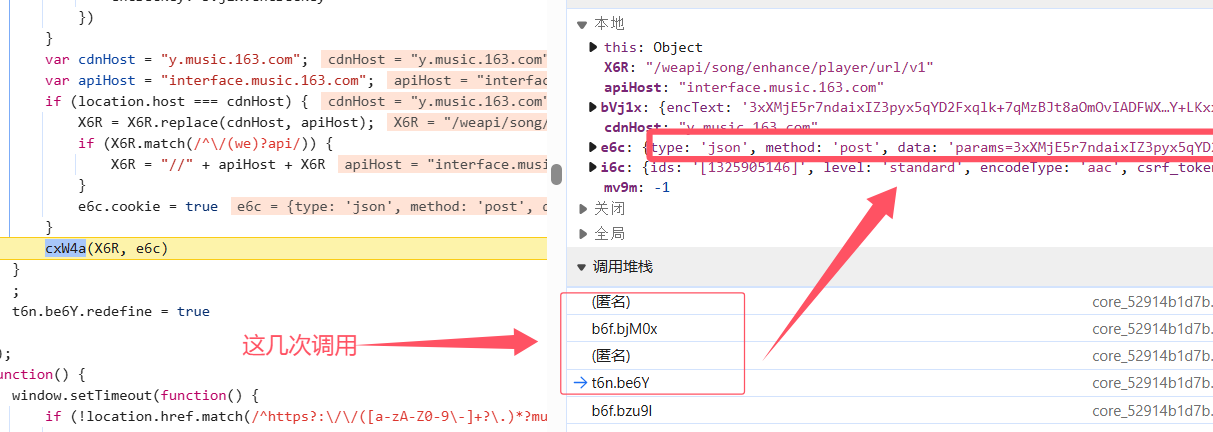 })
}
var cdnHost = "y.music.163.com"; cdnHost = "y.music.163.com"
var apiHost = "interface.music.163.com"; apiHost = "interf
if (location.host === cdnHost) { cdnHost = "y.music.163.com"
X6R = X6R.replace(cdnHost, apiHost); X6R = "/weapi/song/
if (X6R.match(/^\/(we)?api/)) {
X6R = "//" + apiHost + X6R apiHost = "interface.musi
}
e6c.cookie = true e6c = {type: 'json', method: 'post',
}
cxW4a(X6R, e6c)
}
;
t6n.be6Y.redefine = true
);
unction() {
window.setTimeout(function() {
if (!location.href.match(/^https?:\/\/([a-zA-Z0-9\-]+?\.)*?mu
这几次调用
本地
this: Object
X6R: "/weapi/song/enhance/player/url/v1"
apiHost: "interface.music.163.com"
bVj1x: {encText: '3xXMjE5r7ndaixIZ3pyx5qYD2Fxqlk+7qMzBJt8aOmOvIADFWX…Y+LKx
cdnHost: "y.music.163.com"
e6c: {type: 'json', method: 'post', data: 'params=3xXMjE5r7ndaixIZ3pyx5qYD2
i6c: {ids: '[1325905146]', level: 'standard', encodeType: 'aac', csrf_token
mv9m: -1
关闭
全局
调用堆栈
(匿名) core_52914b1d7b.
b6f.bjM0x core_52914b1d7b.
(匿名) core_52914b1d7b.
t6n.be6Y core_52914b1d7b.
b6f.bzu9l core_52914b1d7b.